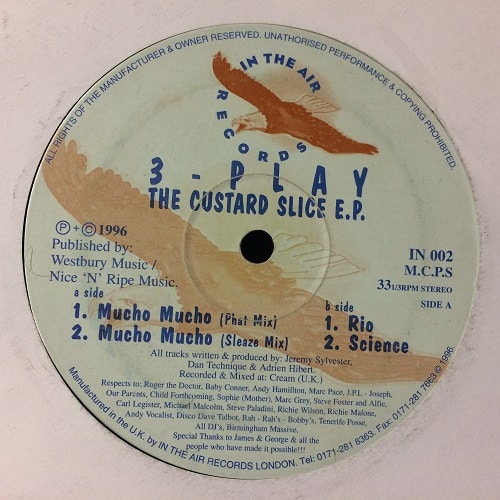 ALL RIGHTS OF THE MANUFACTURER & OWNER RESERVED. UNATHORISED PERFORMANCE & COPYING PROHIBITED.
IN THE AIR
RECORDS
3 - PLAY
THE CUSTARD SLICE E.P.
Ⓟ+© 1996
Published by:
Westbury Music /
Nice 'N' Ripe Music.
IN 002
M.C.P.S
33 1/3RPM STEREO
SIDE A
a side
1. Mucho Mucho (Phat Mix)
2. Mucho Mucho (Sleaze Mix)
b side
1. Rio
2. Science
All tracks written & produced by: Jeremy Sylvester,
Dan Technique & Adrien Hibert.
Recorded & Mixed at: Cream (U.K.)
Respects to: Roger the Doctor, Baby Connor, Andy Hamillton, Marc Pace, J.P.L - Joseph,
Our Parents, Child Forthcoming, Sophie (Mother), Marc Grey, Steve Foster and Alfie,
Carl Legister, Michael Malcolm, Steve Paladini, Richie Wilson, Richie Malone,
Andy Vocalist, Disco Dave Talbot, Rah - Rah's - Bobby's, Tenerife Posse,
All DJ's, Birmingham Massive.
Special Thanks to James & George & all the
people who have made it possible!!!
Manufactured in the U.K. by IN THE AIR RECORDS LONDON. Tel: 0171-281 8363. Fax: 0171-281 7663 © 1996.